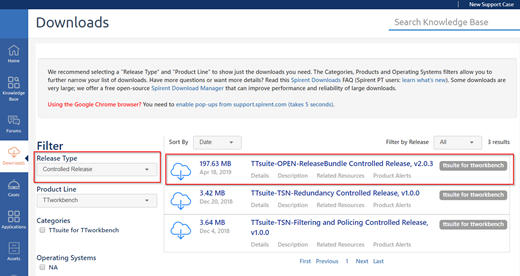 New Support Case
Downloads
Search Knowledge Base
Home
Knowledge
Base
Forums
Downloads
Cases
Applications
Assets
We recommend selecting a "Release Type" and "Product Line" to show just the downloads you need. The Categories, Products and Operating Systems filters allow you to
further narrow your list of downloads. Have more questions or want more details? Read this Spirent Downloads FAQ (Spirent PT users: learn what's new). Some downloads are
very large; we offer a free open-source Spirent Download Manager that can improve performance and reliability of large downloads.
Using the Google Chrome browser? You need to enable pop-ups from support.spirent.com (takes 5 seconds).
Filter
Release Type
Controlled Release
Product Line
TTworkbench
Categories
TTsuite for TTworkbench
Operating Systems
NA
Sort By Date Filter by Release All 3 results
197.63 MB TTsuite-OPEN-ReleaseBundle Controlled Release, v2.0.3 ttsuite for ttworkbench
Apr 18, 2019 Details Description Related Resources Product Alerts
3.42 MB TTsuite-TSN-Redundancy Controlled Release, v1.0.0 ttsuite for ttworkbench
Dec 20, 2018 Details Description Related Resources Product Alerts
3.64 MB TTsuite-TSN-Filtering and Policing Controlled Release, ttsuite for ttworkbench
Dec 4, 2018 v1.0.0
Details Description Related Resources Product Alerts
First Previous 1 Next Last